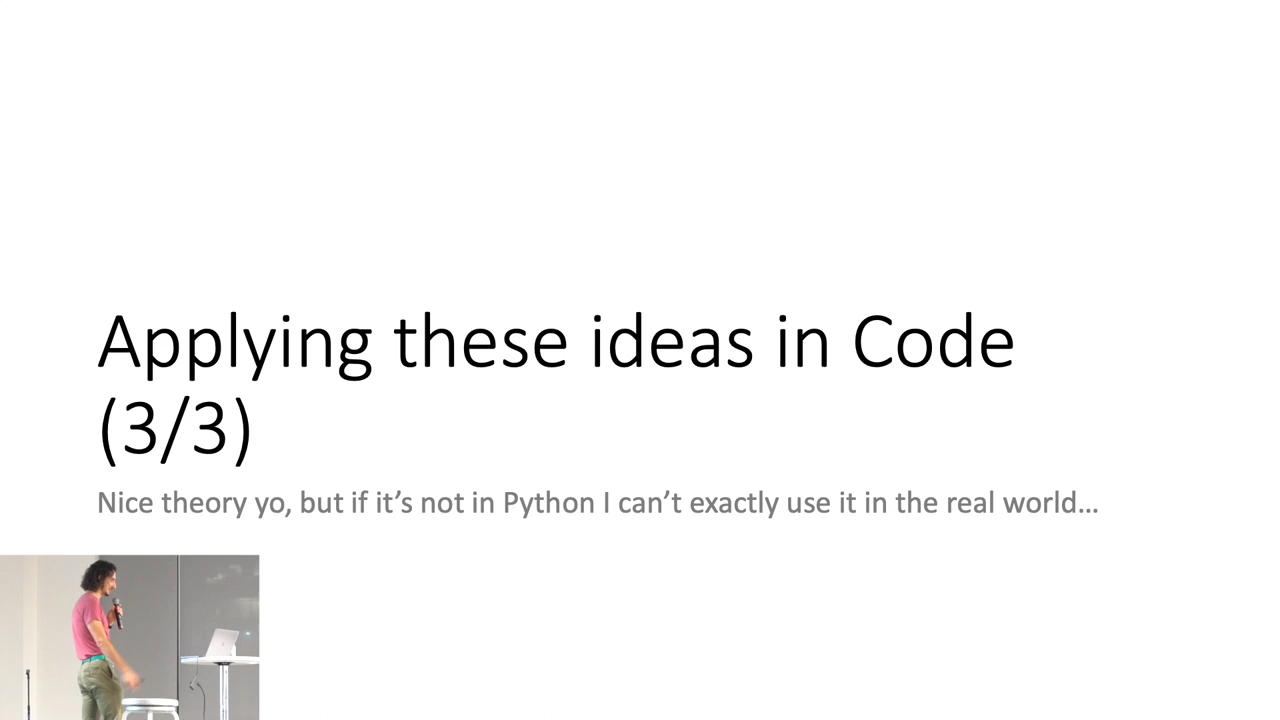 Applying these ideas in Code
(3/3)
Nice theory yo, but if it’s not in Python I can’t exactly use it in the real world…